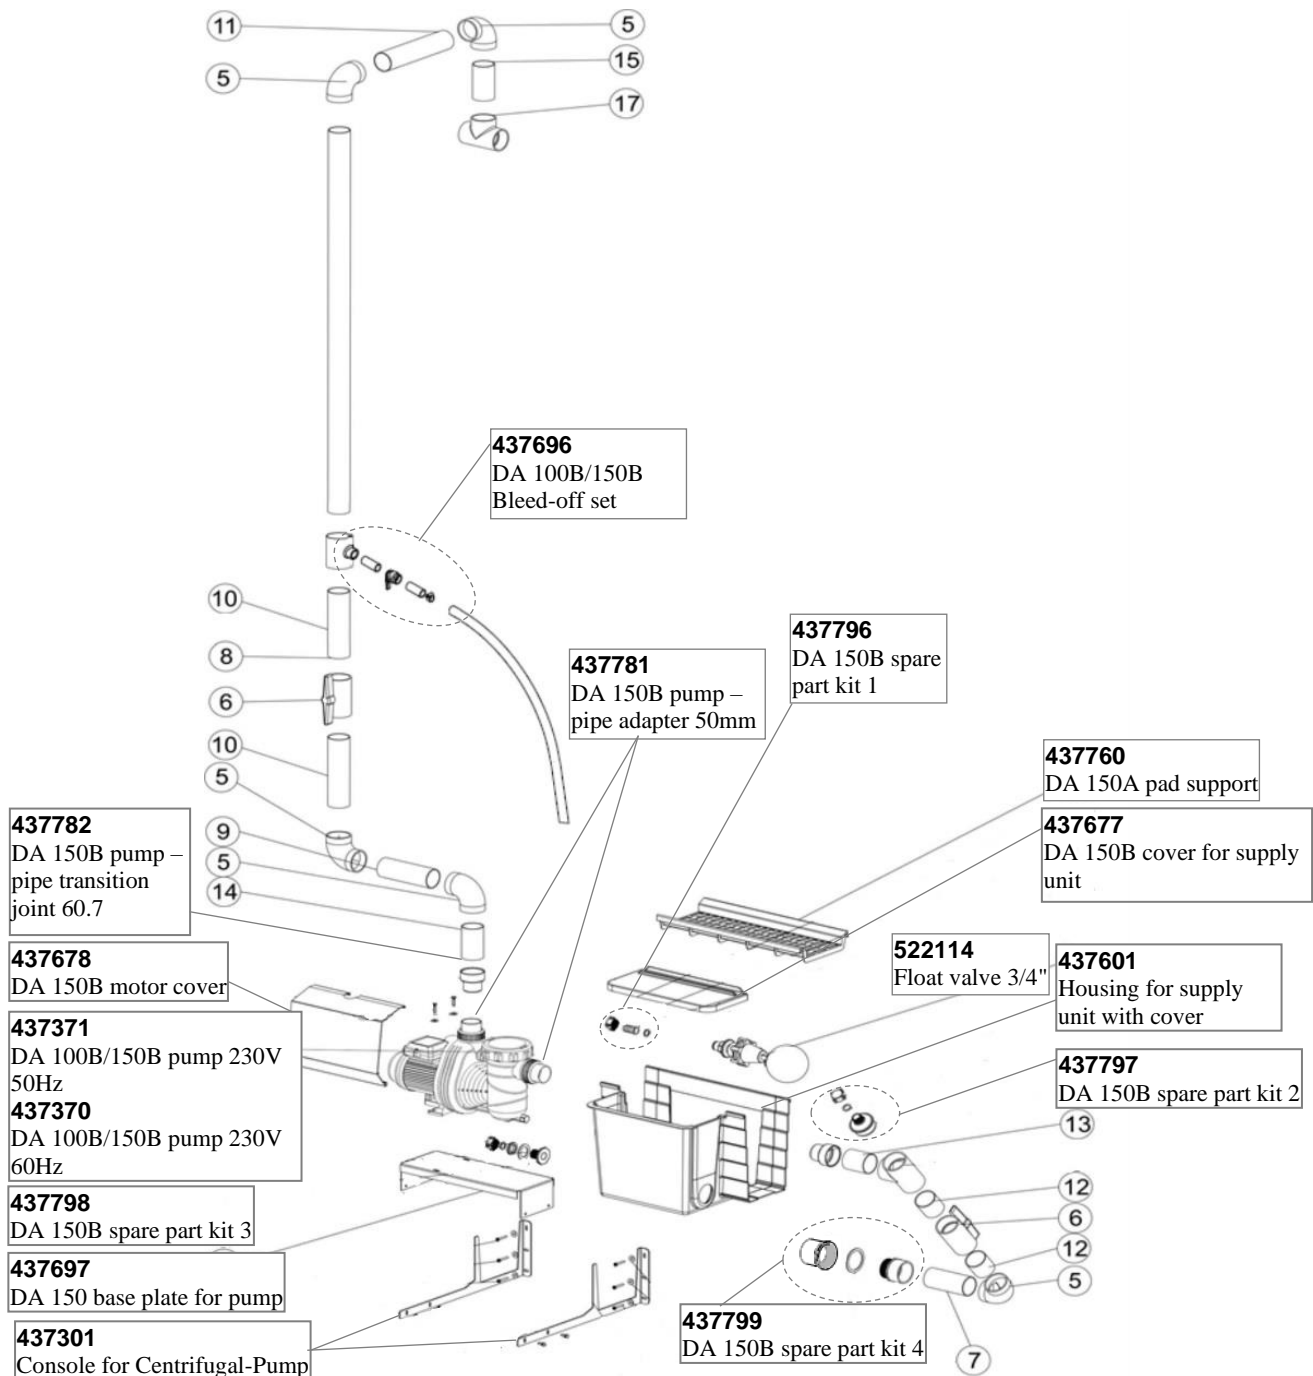 11
5
5
15
17
437696
DA 100B/150B
Bleed-off set
10
8
6
10
5
9
5
14
437781
DA 150B pump –
pipe adapter 50mm
437796
DA 150B spare
part kit 1
437760
DA 150A pad support
437677
DA 150B cover for supply
unit
437782
DA 150B pump –
pipe transition
joint 60.7
437678
DA 150B motor cover
437371
DA 100B/150B pump 230V
50Hz
437370
DA 100B/150B pump 230V
60Hz
437798
DA 150B spare part kit 3
437697
DA 150 base plate for pump
437301
Console for Centrifugal-Pump
522114
Float valve 3/4"
437601
Housing for supply
unit with cover
437797
DA 150B spare part kit 2
13
12
6
12
5
437799
DA 150B spare part kit 4
7